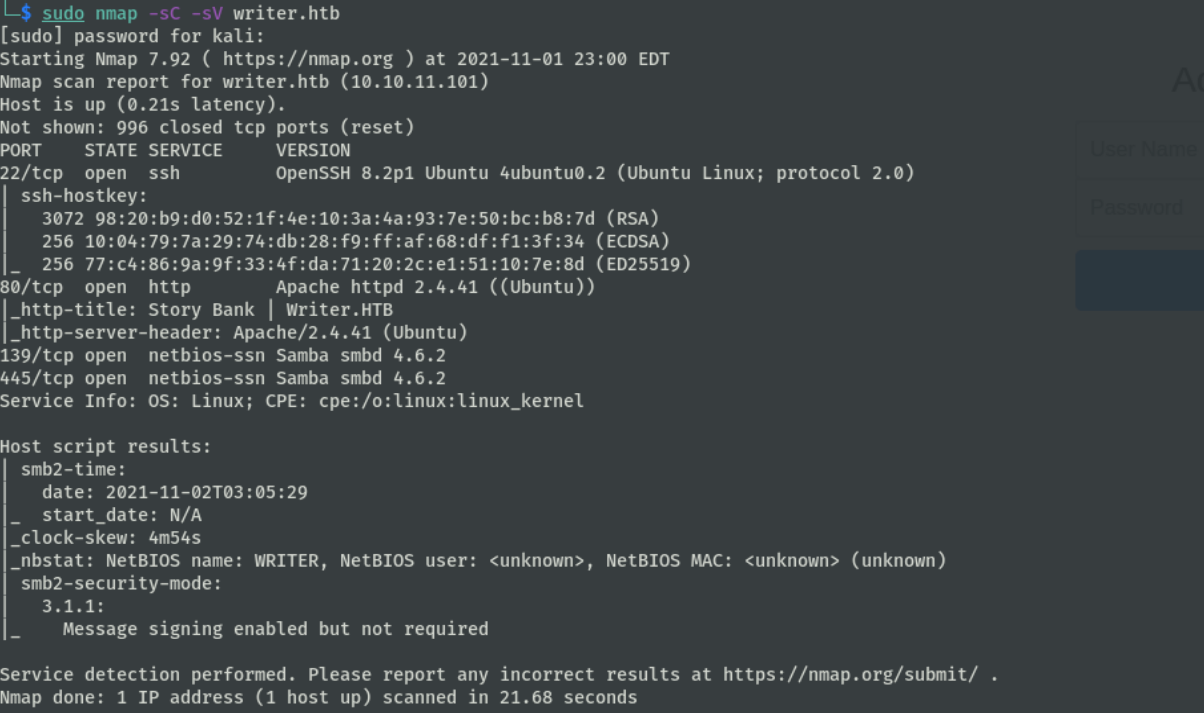 └─$ sudo nmap -sC -sV writer.htb
[sudo] password for kali:
Starting Nmap 7.92 ( https://nmap.org ) at 2021-11-01 23:00 EDT
Nmap scan report for writer.htb (10.10.11.101)
Host is up (0.21s latency).
Not shown: 996 closed tcp ports (reset)
PORT    STATE SERVICE     VERSION
22/tcp  open  ssh         OpenSSH 8.2p1 Ubuntu 4ubuntu0.2 (Ubuntu Linux; protocol 2.0)
| ssh-hostkey:
|   3072 98:20:b9:d0:52:1f:4e:10:3a:4a:93:7e:50:bc:b8:7d (RSA)
|   256 10:04:79:7a:29:74:db:28:f9:ff:af:68:df:f1:3f:34 (ECDSA)
|_  256 77:c4:86:9a:9f:33:4f:da:71:20:2c:e1:51:10:7e:8d (ED25519)
80/tcp  open  http        Apache httpd 2.4.41 ((Ubuntu))
|_http-title: Story Bank | Writer.HTB
|_http-server-header: Apache/2.4.41 (Ubuntu)
139/tcp open  netbios-ssn Samba smbd 4.6.2
445/tcp open  netbios-ssn Samba smbd 4.6.2
Service Info: OS: Linux; CPE: cpe:/o:linux:linux_kernel
Host script results:
| smb2-time:
|   date: 2021-11-02T03:05:29
|_  start_date: N/A
|_clock-skew: 4m54s
|_nbstat: NetBIOS name: WRITER, NetBIOS user: <unknown>, NetBIOS MAC: <unknown> (unknown)
| smb2-security-mode:
|   3.1.1:
|_    Message signing enabled but not required
Service detection performed. Please report any incorrect results at https://nmap.org/submit/ .
Nmap done: 1 IP address (1 host up) scanned in 21.68 seconds
User Name
Password